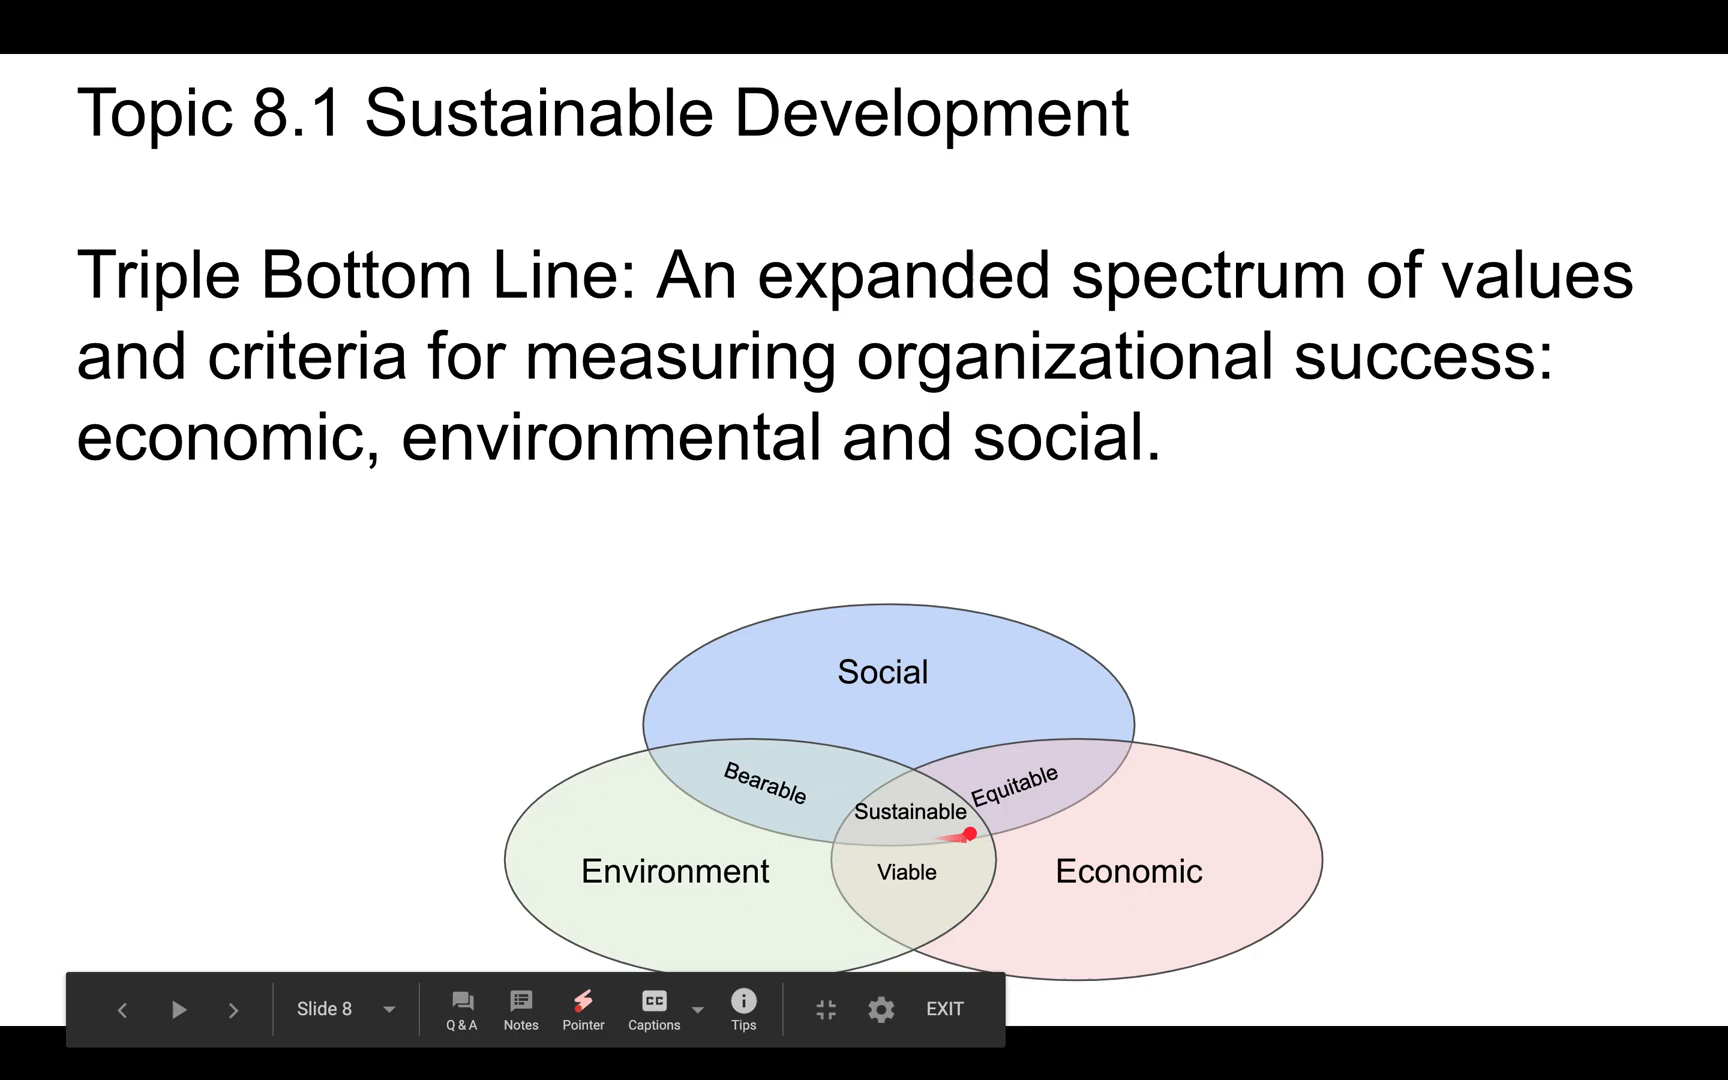 Topic 8.1 Sustainable Development
Triple Bottom Line: An expanded spectrum of values
and criteria for measuring organizational success:
economic, environmental and social.
Social
Bearable
Equitable
Sustainable
Environment
Viable
Economic
Slide 8
Q & A
Notes
Pointer
CC
Captions
Tips
EXIT